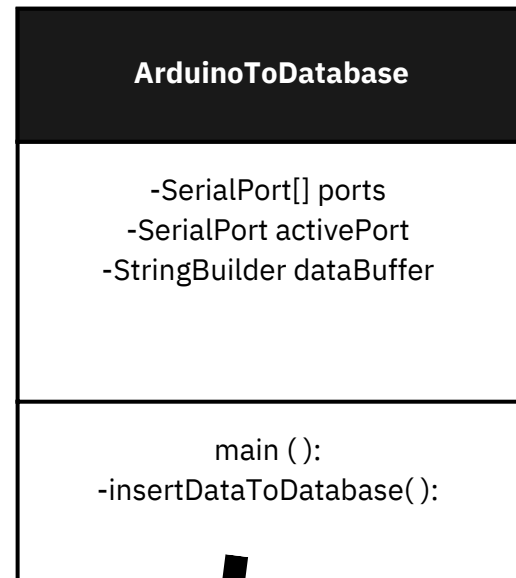 ArduinoToDatabase
-SerialPort[] ports
-SerialPort activePort
-StringBuilder dataBuffer
main ( ):
-insertDataToDatabase( ):